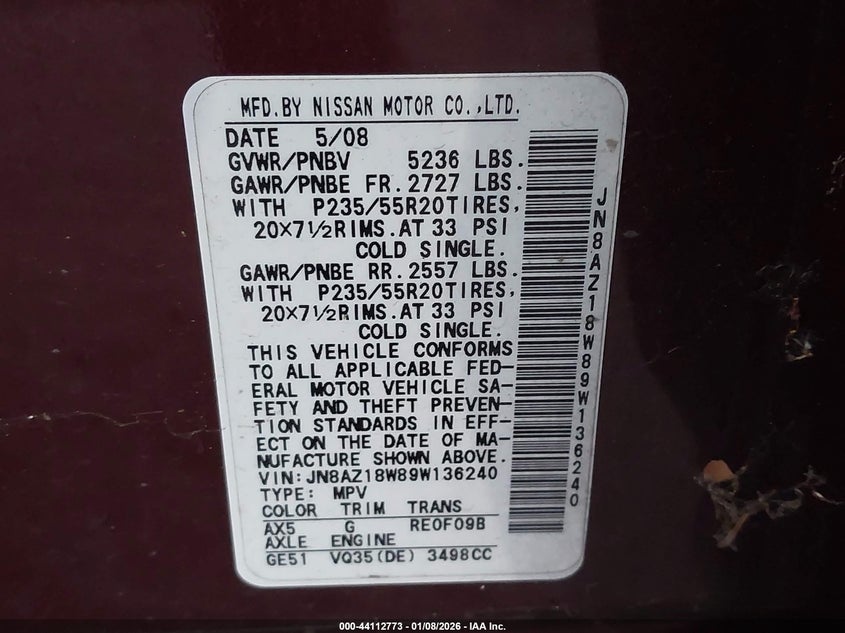 MFD.BY NISSAN MOTOR CO.,LTD.
DATE 5/08
GVWR/PNBV 5236 LBS.
GAWR/PNBE FR. 2727 LBS.
WITH P235/55R20TIRES,
20×7½RIMS.AT 33 PSI
COLD SINGLE.
GAWR/PNBE RR. 2557 LBS.
WITH P235/55R20TIRES,
20×7½RIMS.AT 33 PSI
COLD SINGLE.
THIS VEHICLE CONFORMS
TO ALL APPLICABLE FED-
ERAL MOTOR VEHICLE SA-
FETY AND THEFT PREVEN-
TION STANDARDS IN EFF-
ECT ON THE DATE OF MA-
NUFACTURE SHOWN ABOVE.
VIN:JN8AZ18W89W136240
TYPE: MPV
COLOR TRIM TRANS
AX5 G RE0F09B
AXLE ENGINE
GE51 VQ35(DE) 3498CC
JN8AZ18W89W136240
000-44112773 - 01/08/2026 - IAA Inc.